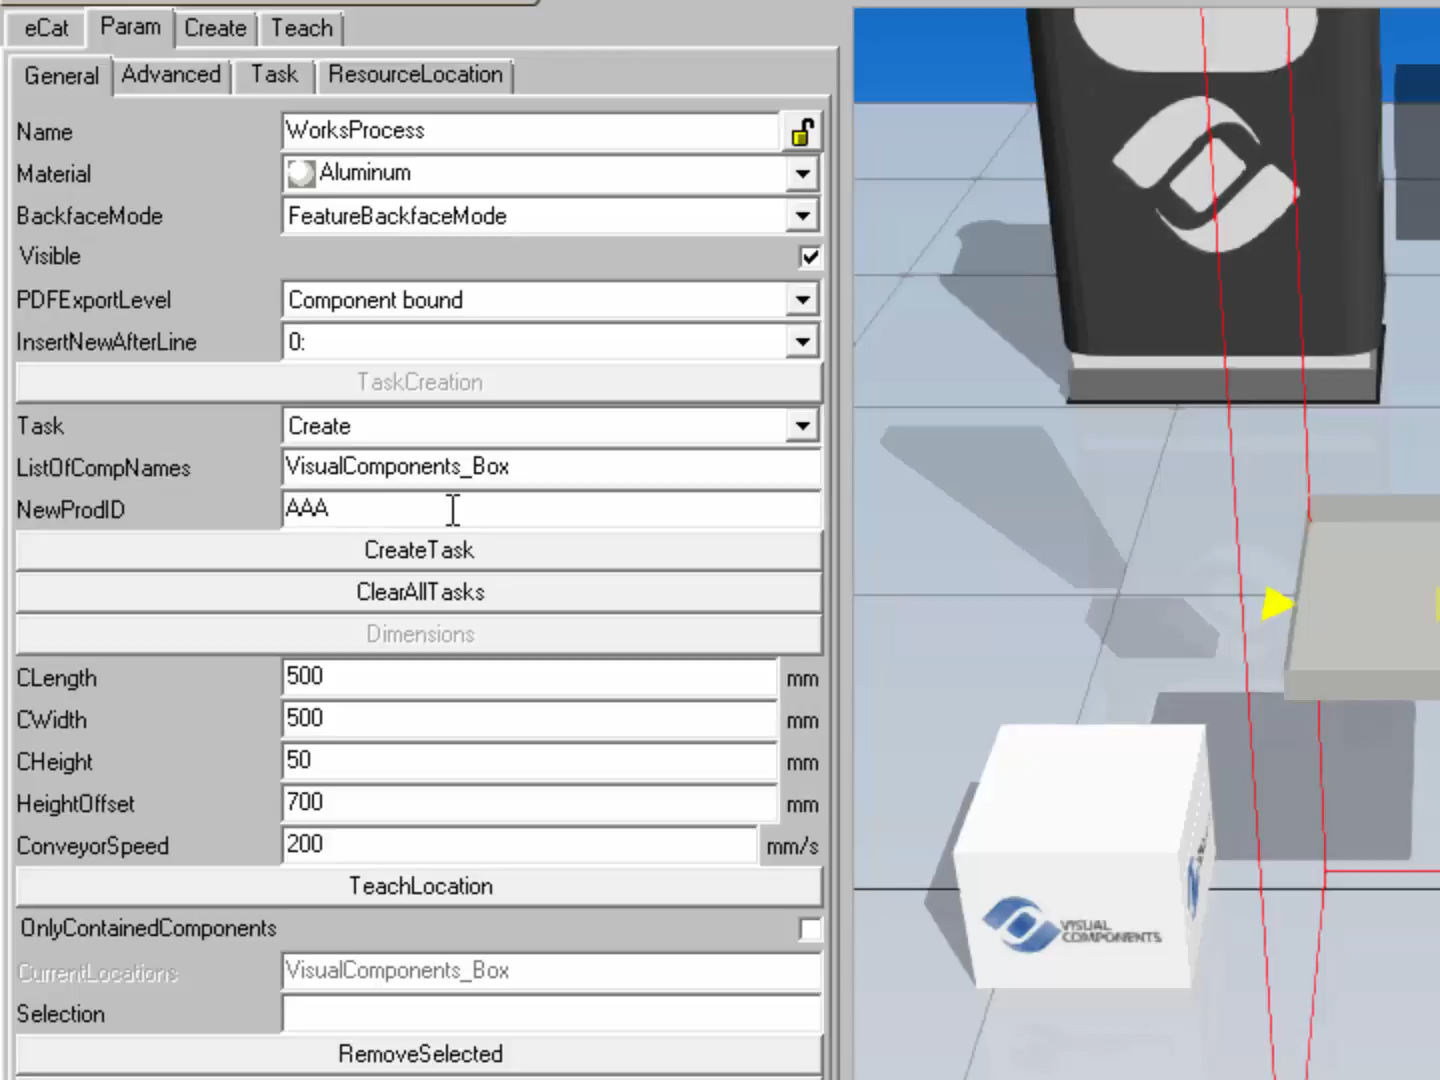 eCat Param Create Teach
General Advanced Task ResourceLocation
Name WorksProcess
Material Aluminum
BackfaceMode FeatureBackfaceMode
Visible
PDFExportLevel Component bound
InsertNewAfterLine 0:
TaskCreation
Task Create
ListOfCompNames VisualComponents_Box
NewProdID AAA
CreateTask
ClearAllTasks
Dimensions
CLength 500 mm
CWidth 500 mm
CHeight 50 mm
HeightOffset 700 mm
ConveyorSpeed 200 mm/s
TeachLocation
OnlyContainedComponents
CurrentLocations VisualComponents_Box
Selection
RemoveSelected
VISUAL
COMPONENTS